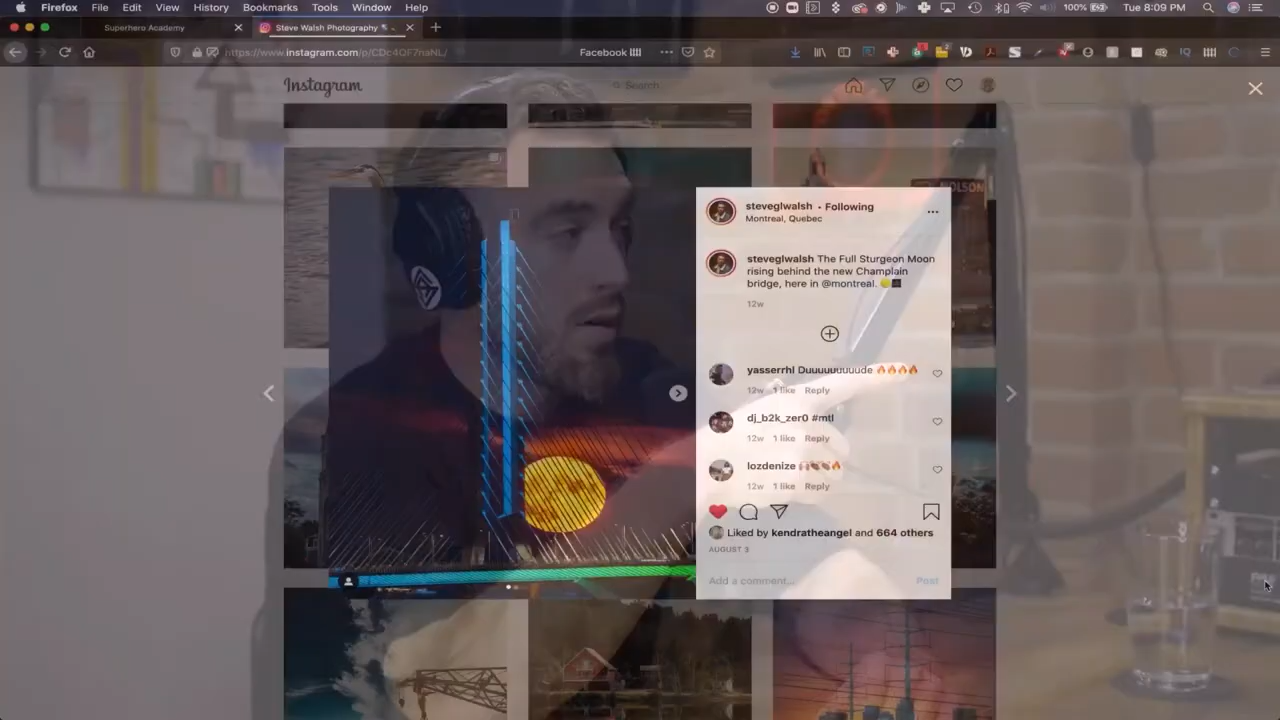 Firefox File Edit View History Bookmarks Tools Window Help 100% Tue 8:09 PM
Superhero Academy Steve Walsh Photography
https://www.instagram.com/p/CDc4OF7naNL/ Facebook
Instagram Search
MOLSON
steveglwalsh • Following
Montreal, Quebec
steveglwalsh The Full Sturgeon Moon
rising behind the new Champlain
bridge, here in @montreal.
12w
yasserrhl Duuuuuuuuude
12w 1 like Reply
dj_b2k_zer0 #mtl
12w 1 like Reply
lozdenize
12w 1 like Reply
Liked by kendratheangel and 664 others
AUGUST 3
Add a comment... Post